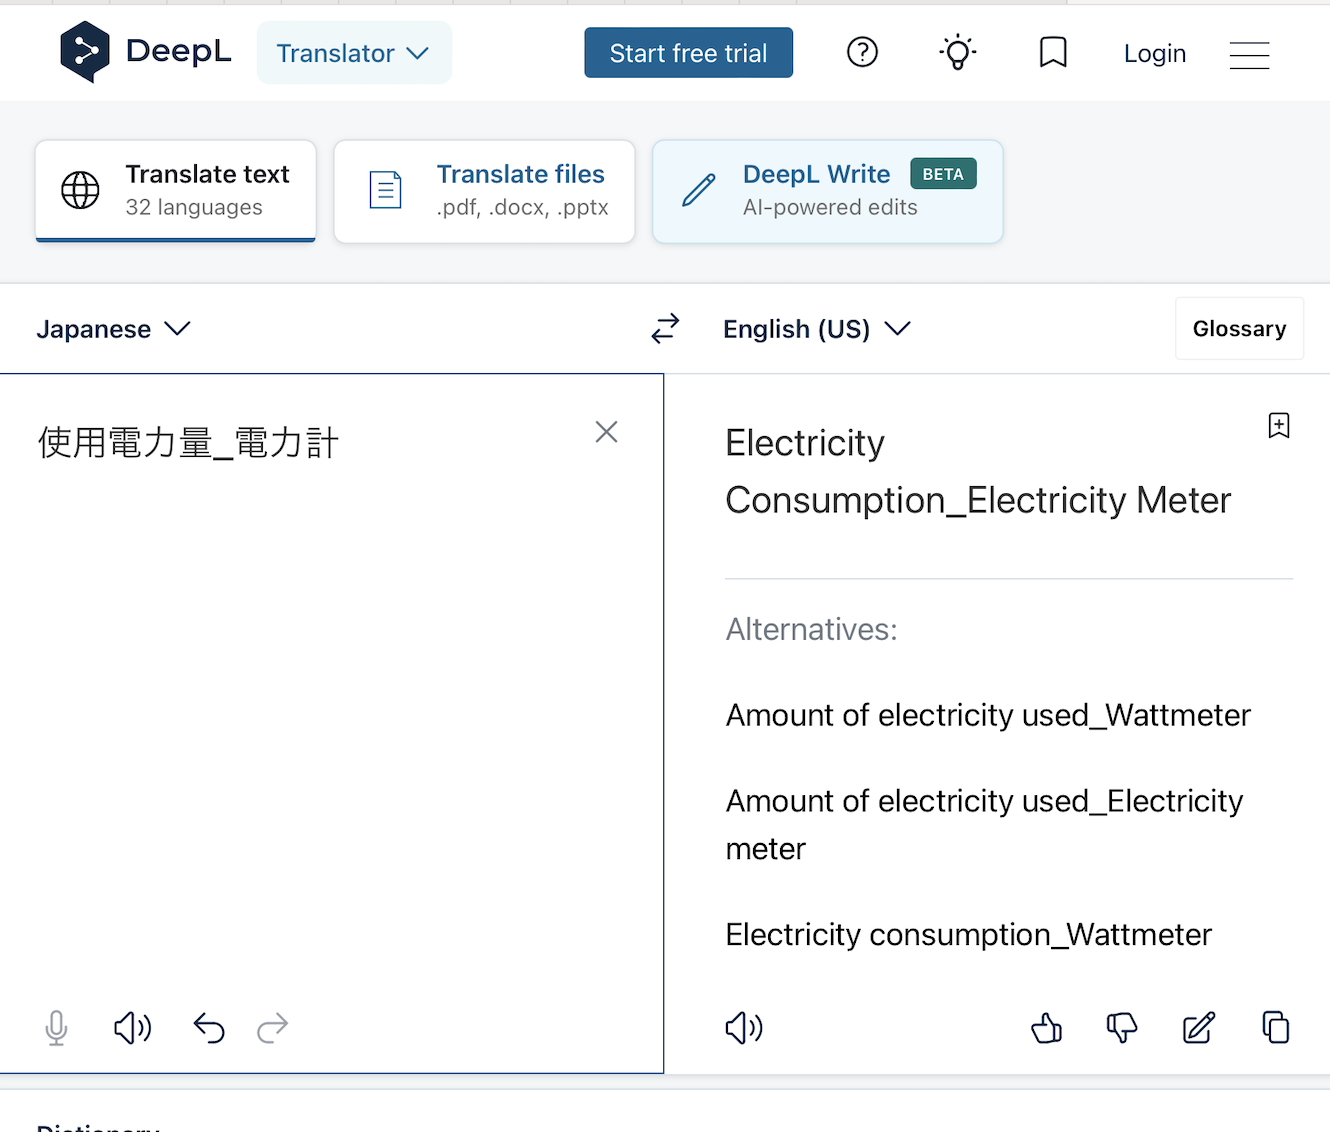 DeepL
Translator
Start free trial
Login
Translate text
32 languages
Translate files
.pdf, .docx, .pptx
DeepL Write BETA
AI-powered edits
Japanese
English (US)
Glossary
使用電力量_電力計
Electricity
Consumption_Electricity Meter
Alternatives:
Amount of electricity used_Wattmeter
Amount of electricity used_Electricity
meter
Electricity consumption_Wattmeter
Dictionary